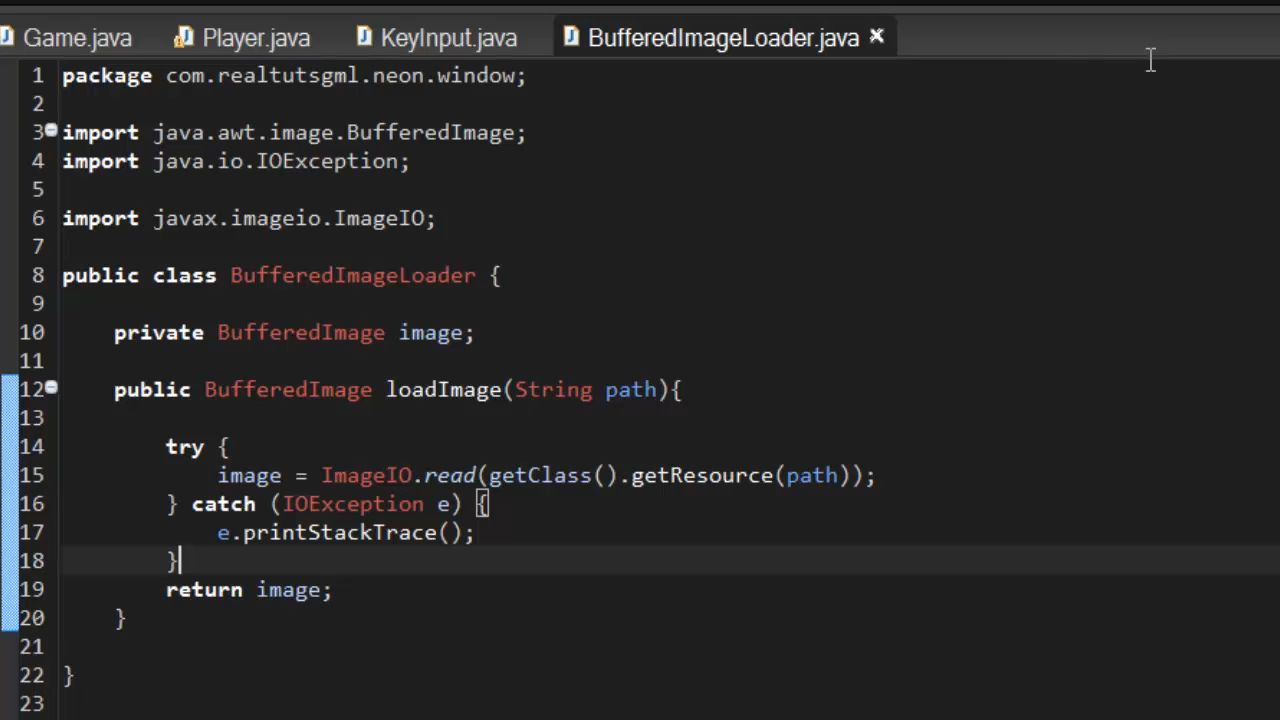 Game.java Player.java KeyInput.java BufferedImageLoader.java
1 package com.realtutsgml.neon.window;
2
3 import java.awt.image.BufferedImage;
4 import java.io.IOException;
5
6 import javax.imageio.ImageIO;
7
8 public class BufferedImageLoader {
9
10 private BufferedImage image;
11
12 public BufferedImage loadImage(String path){
13
14 try {
15 image = ImageIO.read(getClass().getResource(path));
16 } catch (IOException e) {
17 e.printStackTrace();
18 }
19 return image;
20 }
21
22 }
23